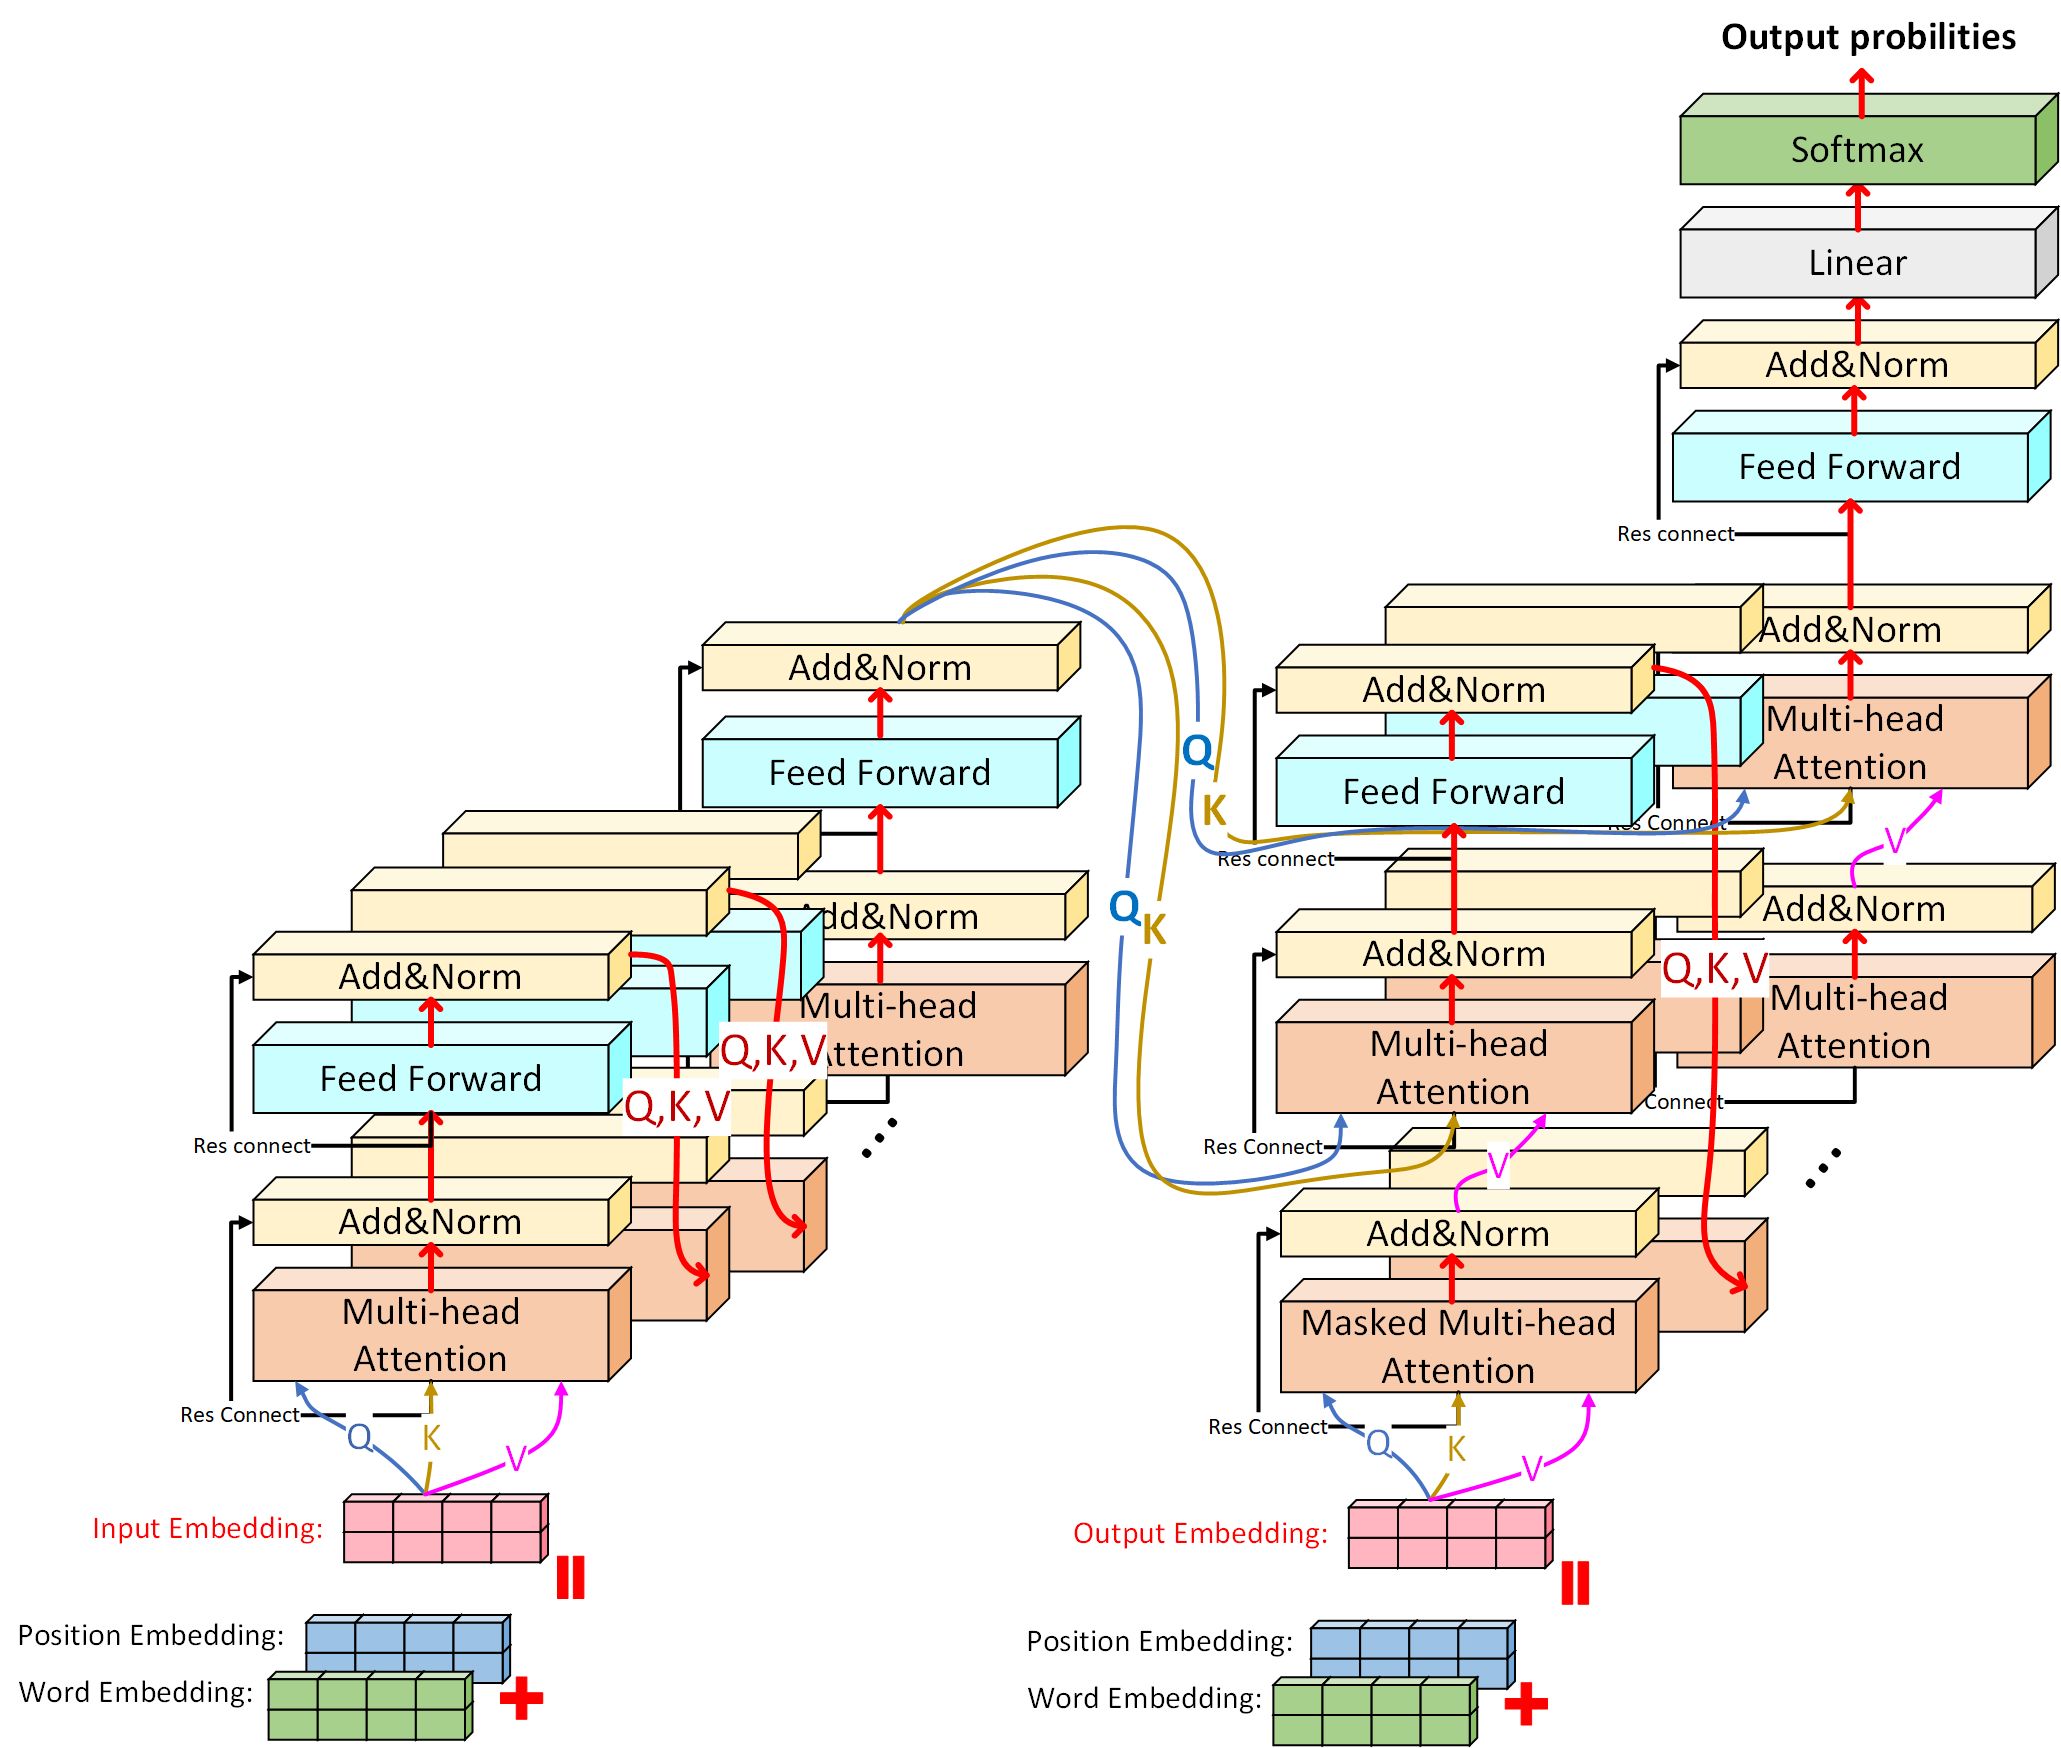 Output probilities
Softmax
Linear
Add&Norm
Feed Forward
Res connect
Add&Norm
Multi-head
Attention
Res Connect
V
Add&Norm
Multi-head
Attention
Connect
Add&Norm
Feed Forward
Res connect
Q,K,V
Add&Norm
Multi-head
Attention
Res Connect
V
Add&Norm
Masked Multi-head
Attention
Res Connect
Q
K
V
Output Embedding:
Position Embedding:
Word Embedding:
Q
K
Q
K
Add&Norm
Feed Forward
Add&Norm
Multi-head
Attention
Q,K,V
Q,K,V
Add&Norm
Feed Forward
Res connect
Add&Norm
Multi-head
Attention
Res Connect
Q
K
V
Input Embedding:
Position Embedding:
Word Embedding: